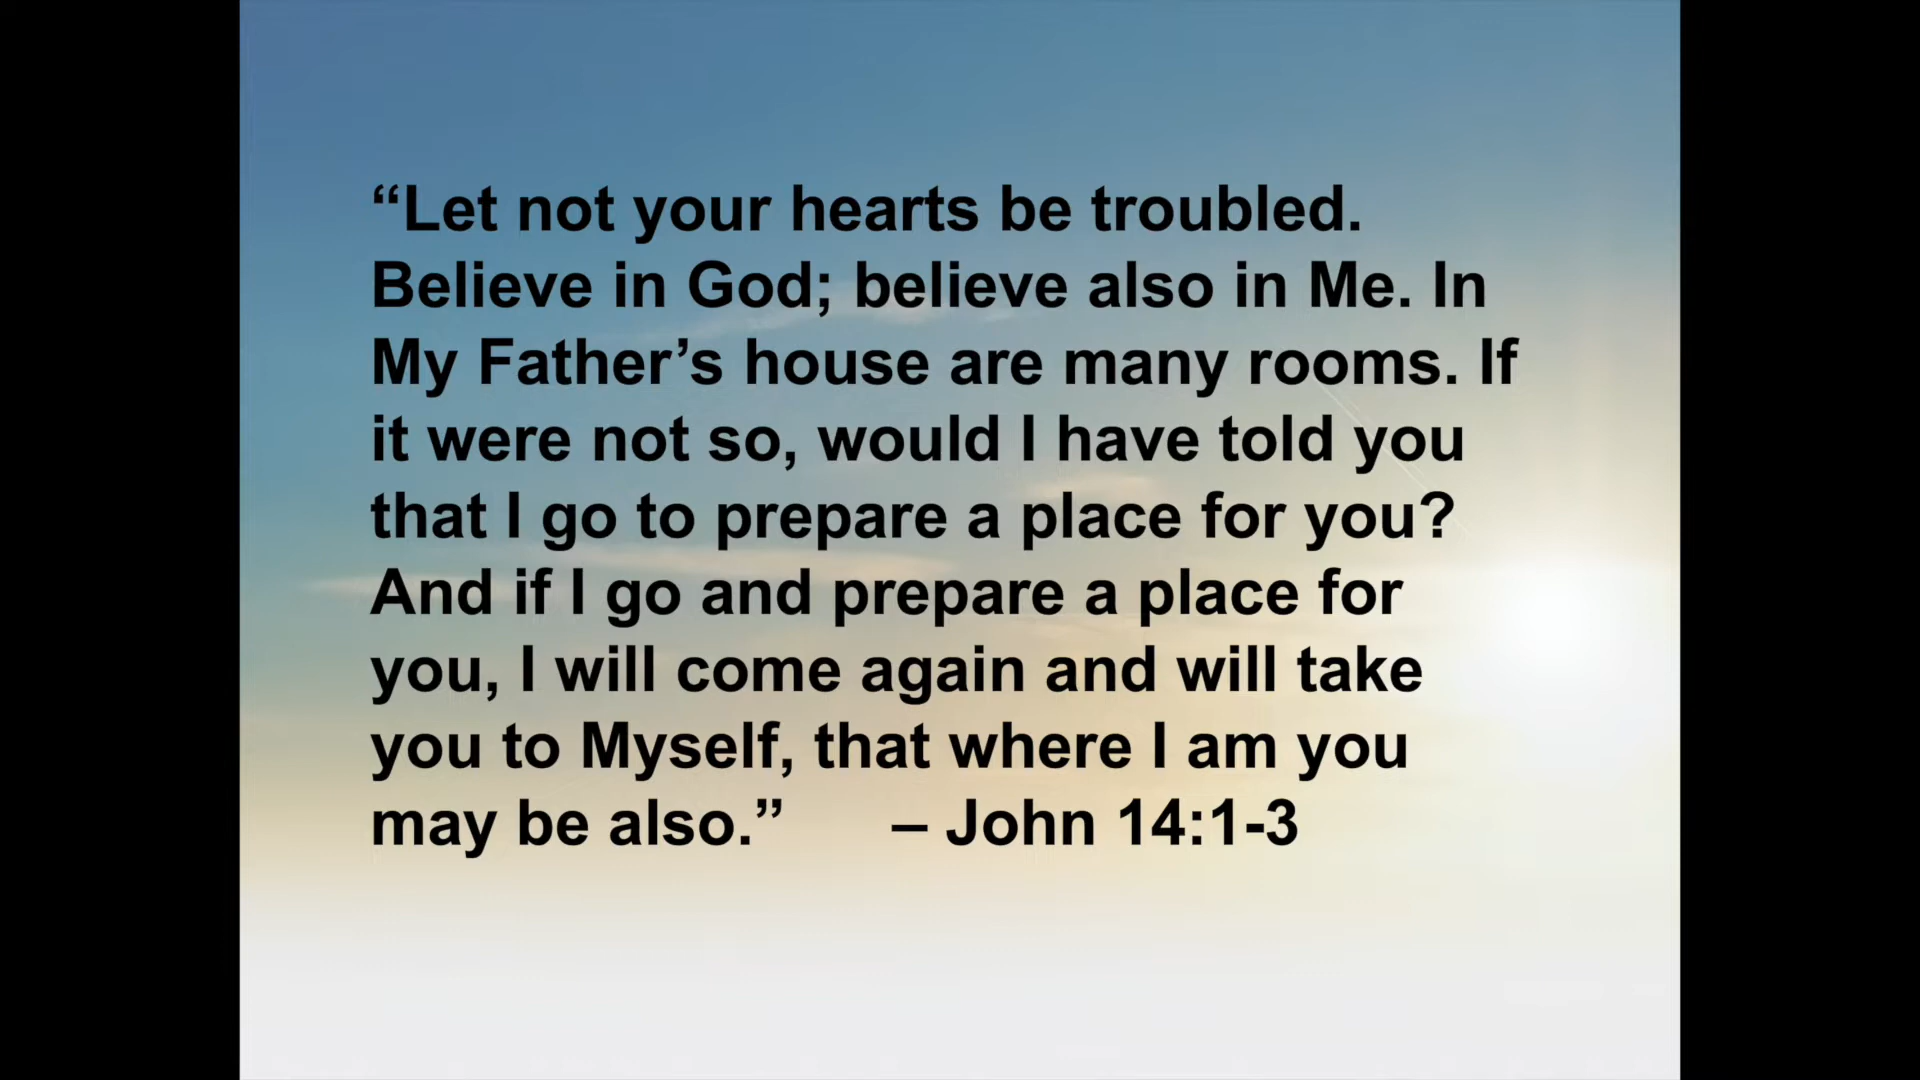 “Let not your hearts be troubled.
Believe in God; believe also in Me. In
My Father’s house are many rooms. If
it were not so, would I have told you
that I go to prepare a place for you?
And if I go and prepare a place for
you, I will come again and will take
you to Myself, that where I am you
may be also.” – John 14:1-3